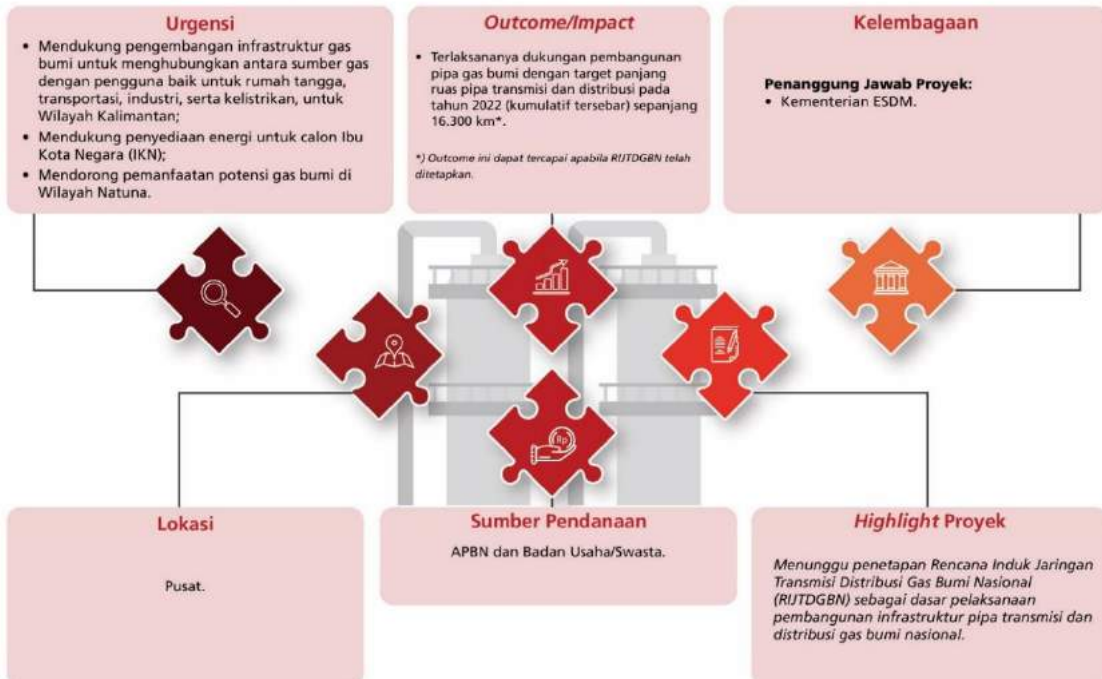 Urgensi
• Mendukung pengembangan infrastruktur gas
bumi untuk menghubungkan antara sumber gas
dengan pengguna baik untuk rumah tangga,
transportasi, industri, serta kelistrikan, untuk
Wilayah Kalimantan;
• Mendukung penyediaan energi untuk calon Ibu
Kota Negara (IKN);
• Mendorong pemanfaatan potensi gas bumi di
Wilayah Natuna.
Outcome/Impact
• Terlaksananya dukungan pembangunan
pipa gas bumi dengan target panjang
ruas pipa transmisi dan distribusi pada
tahun 2022 (kumulatif tersebar) sepanjang
16.300 km*.
*) Outcome ini dapat tercapai apabila RIJTDGBN telah
ditetapkan.
Kelembagaan
Penanggung Jawab Proyek:
• Kementerian ESDM.
Rp
Lokasi
Pusat.
Sumber Pendanaan
APBN dan Badan Usaha/Swasta.
Highlight Proyek
Menunggu penetapan Rencana Induk Jaringan
Transmisi Distribusi Gas Bumi Nasional
(RIJTDGBN) sebagai dasar pelaksanaan
pembangunan infrastruktur pipa transmisi dan
distribusi gas bumi nasional.